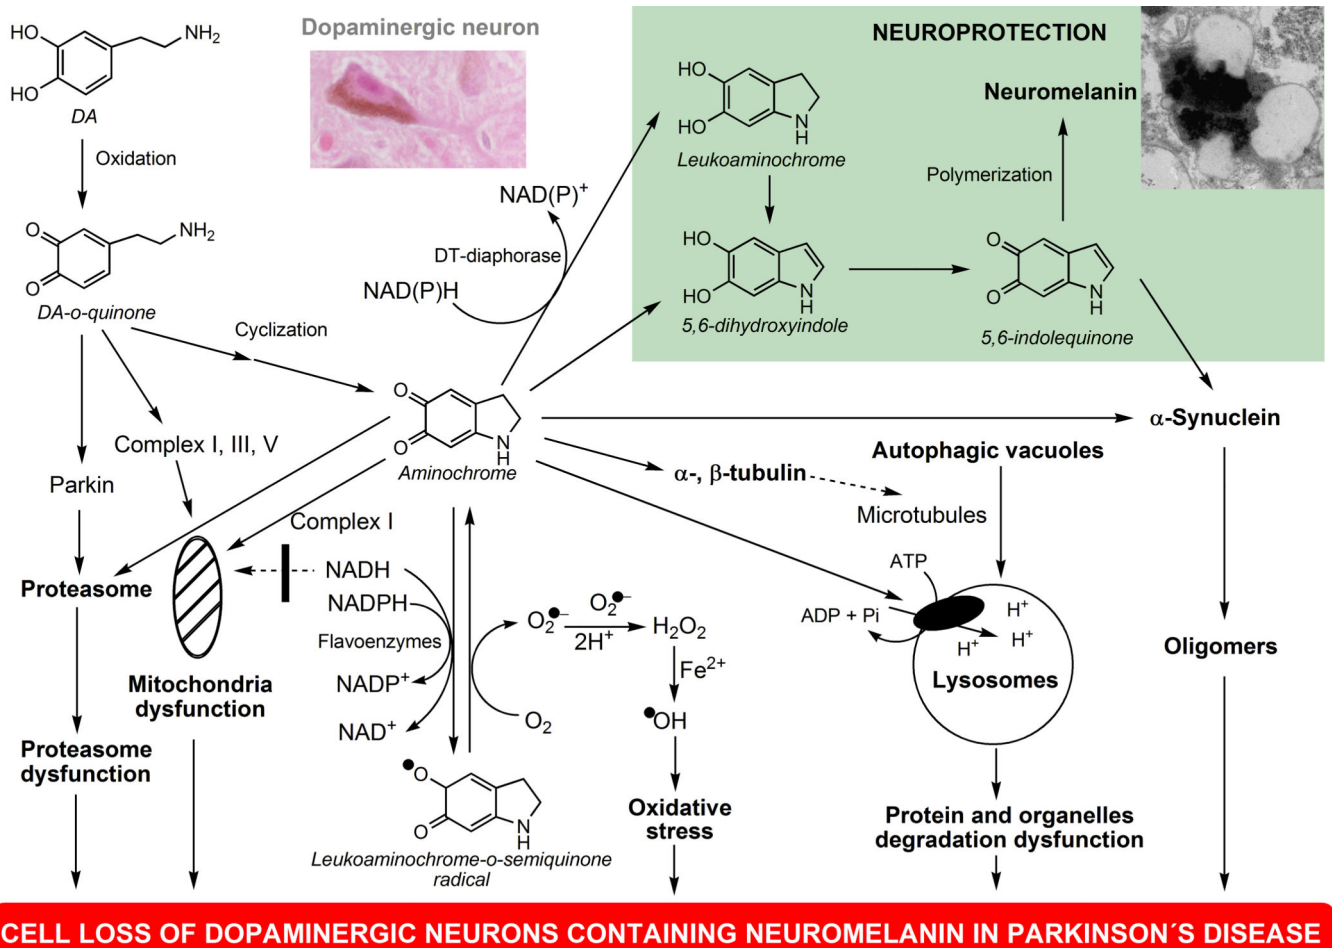 HO
HO
NH2
DA
Oxidation
O
O
NH2
DA-o-quinone
Cyclization
Dopaminergic neuron
NAD(P)+
DT-diaphorase
NAD(P)H
NEUROPROTECTION
HO
HO
N
H
Leukoaminochrome
Neuromelanin
Polymerization
HO
HO
N
H
5,6-dihydroxyindole
O
O
N
H
5,6-indolequinone
O
O
N
H
Aminochrome
Complex I, III, V
Parkin
Proteasome
Proteasome
dysfunction
Mitochondria
dysfunction
Complex I
NADH
NADPH
Flavoenzymes
NADP+
NAD+
O2
O2●−
O2●−
2H+
H2O2
Fe2+
●OH
Oxidative
stress
●O
O
N
H
Leukoaminochrome-o-semiquinone
radical
α-, β-tubulin
Microtubules
Autophagic vacuoles
ATP
ADP + Pi
H+
H+
H+
Lysosomes
Protein and organelles
degradation dysfunction
α-Synuclein
Oligomers
CELL LOSS OF DOPAMINERGIC NEURONS CONTAINING NEUROMELANIN IN PARKINSON´S DISEASE